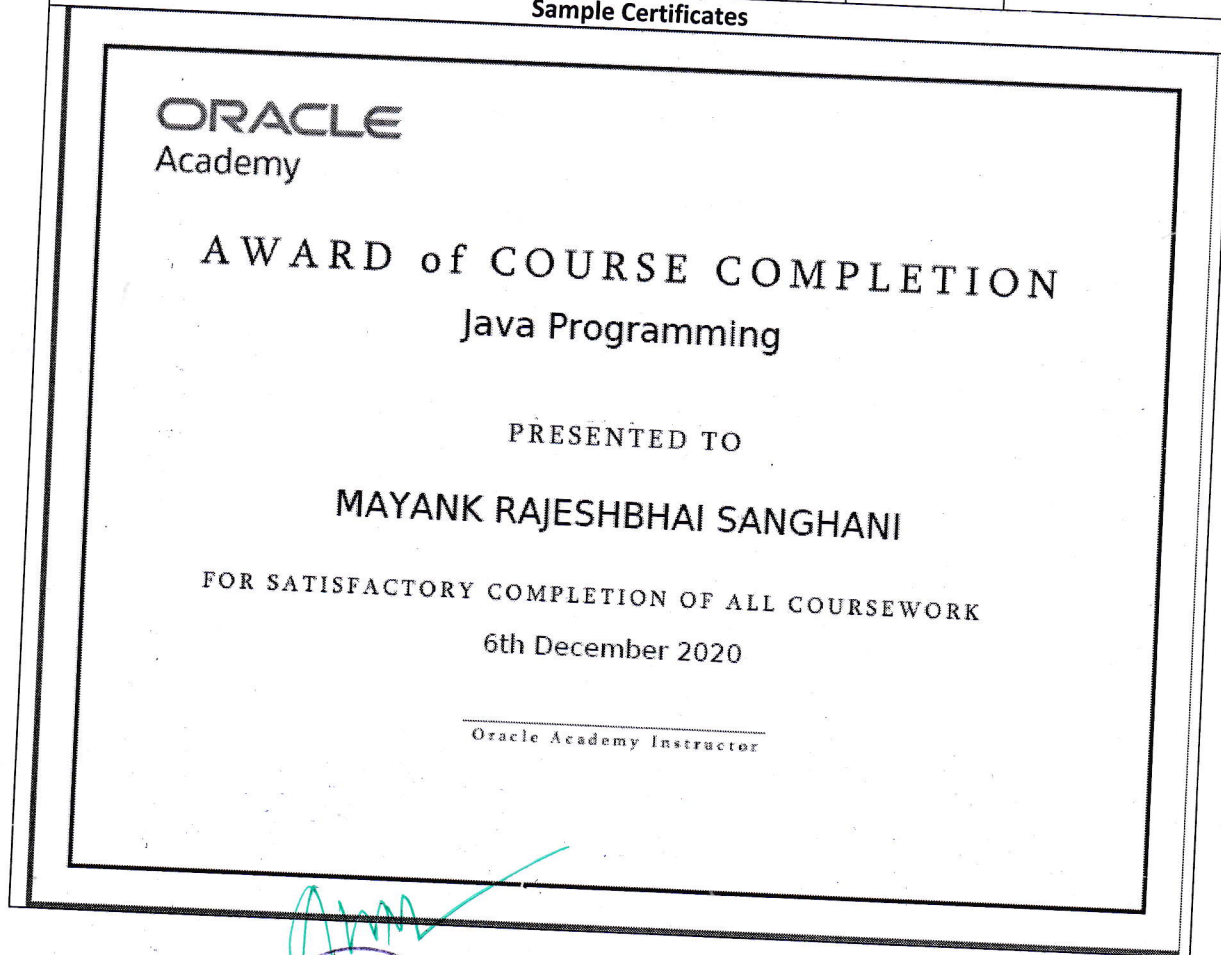 Sample Certificates
ORACLE
Academy
AWARD of COURSE COMPLETION
Java Programming
PRESENTED TO
MAYANK RAJESHBHAI SANGHANI
FOR SATISFACTORY COMPLETION OF ALL COURSEWORK
6th December 2020
Oracle Academy Instructor